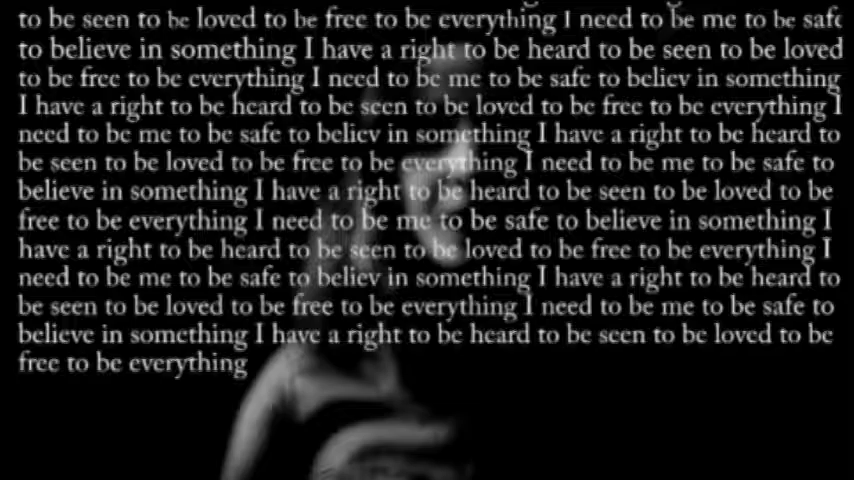 to be seen to be loved to be free to be everything I need to be me to be safe
to believe in something I have a right to be heard to be seen to be loved
to be free to be everything I need to be me to be safe to believ in something
I have a right to be heard to be seen to be loved to be free to be everything I
need to be me to be safe to believ in something I have a right to be heard to
be seen to be loved to be free to be everything I need to be me to be safe to
believe in something I have a right to be heard to be seen to be loved to be
free to be everything I need to be me to be safe to believe in something I
have a right to be heard to be seen to be loved to be free to be everything I
need to be me to be safe to believ in something I have a right to be heard to
be seen to be loved to be free to be everything I need to be me to be safe to
believe in something I have a right to be heard to be seen to be loved to be
free to be everything